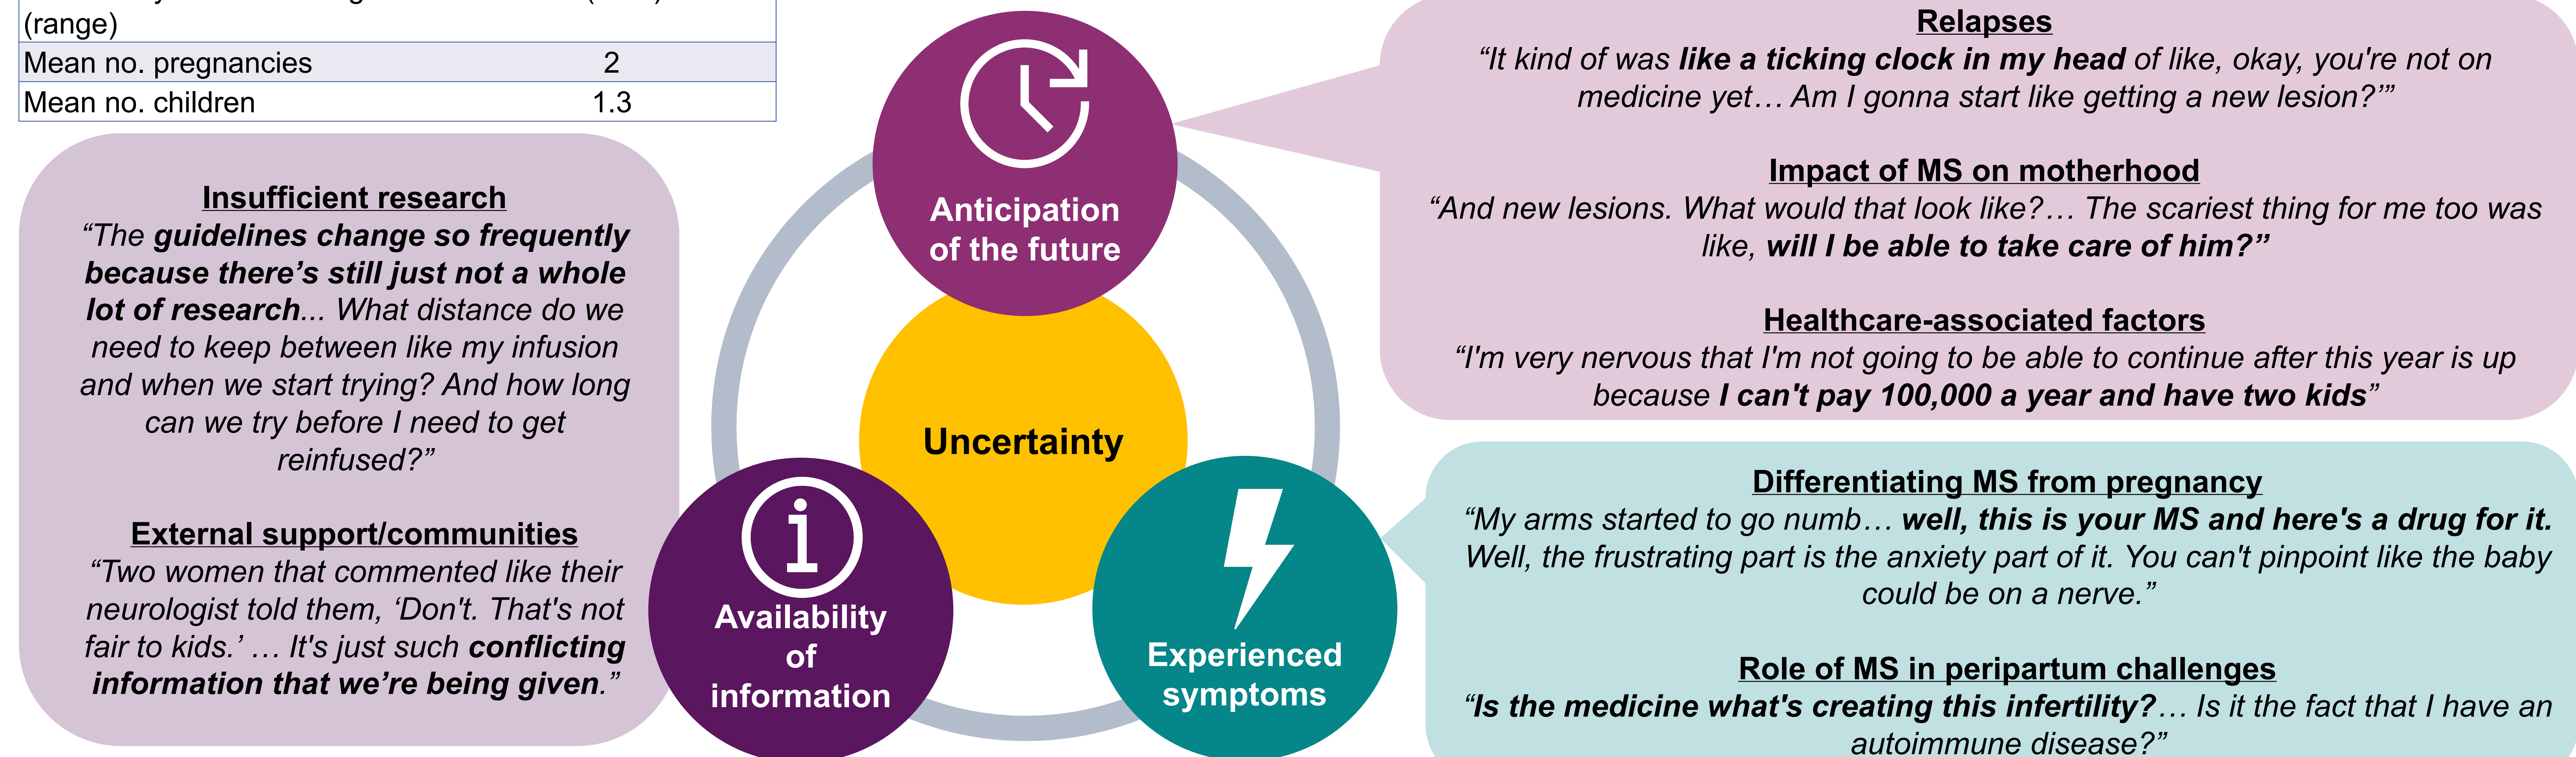 (range)
Mean no. pregnancies 2
Mean no. children 1.3
Insufficient research
“The guidelines change so frequently
because there’s still just not a whole
lot of research... What distance do we
need to keep between like my infusion
and when we start trying? And how long
can we try before I need to get
reinfused?”
External support/communities
“Two women that commented like their
neurologist told them, ‘Don't. That's not
fair to kids.’ … It's just such conflicting
information that we’re being given.”
Anticipation
of the future
Uncertainty
Availability
of
information
Experienced
symptoms
Relapses
“It kind of was like a ticking clock in my head of like, okay, you're not on
medicine yet… Am I gonna start like getting a new lesion?’”
Impact of MS on motherhood
“And new lesions. What would that look like?… The scariest thing for me too was
like, will I be able to take care of him?”
Healthcare-associated factors
“I'm very nervous that I'm not going to be able to continue after this year is up
because I can't pay 100,000 a year and have two kids”
Differentiating MS from pregnancy
“My arms started to go numb… well, this is your MS and here's a drug for it.
Well, the frustrating part is the anxiety part of it. You can't pinpoint like the baby
could be on a nerve.”
Role of MS in peripartum challenges
“Is the medicine what's creating this infertility?… Is it the fact that I have an
autoimmune disease?”